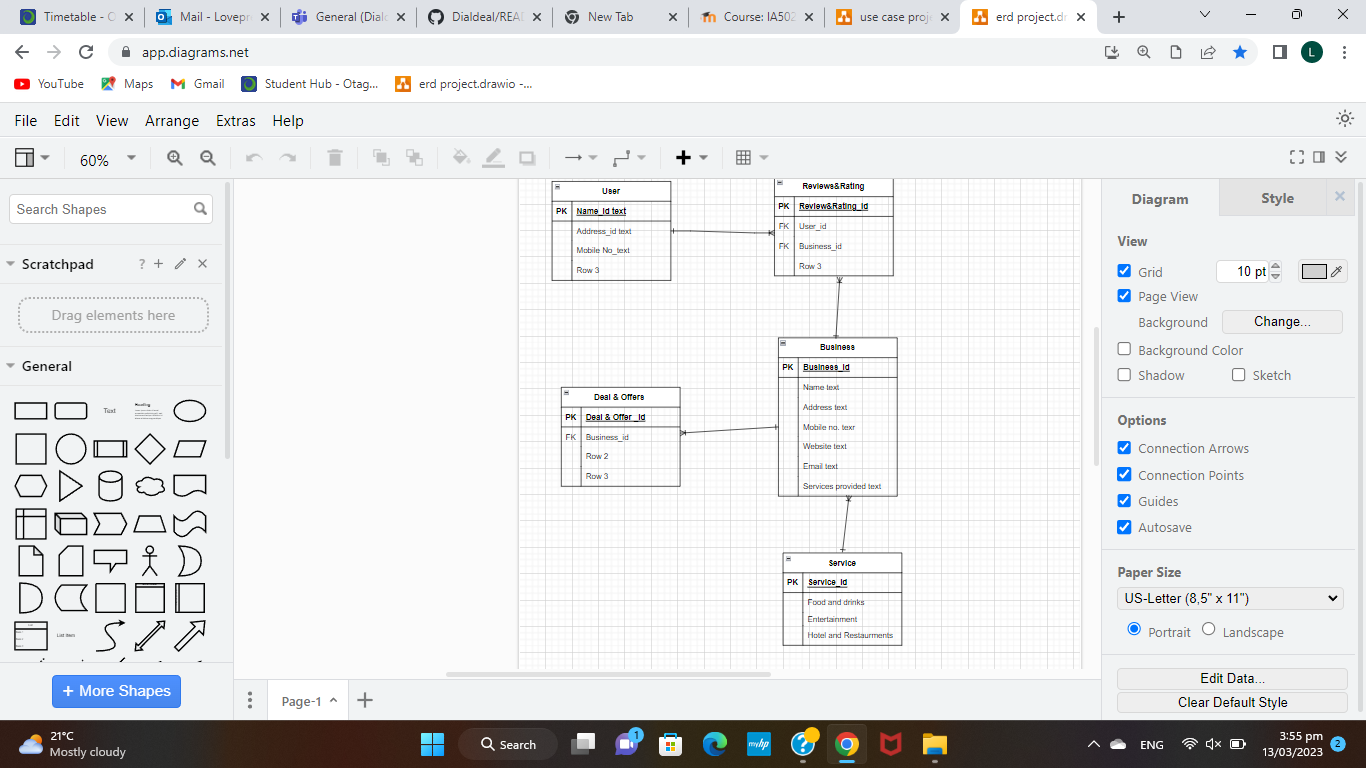 Timetable - O
Mail - Lovepre
General (Diald
Dialdeal/REA
New Tab
Course: IA502
use case proj
erd project.dr
app.diagrams.net
L
YouTube
Maps
Gmail
Student Hub - Otag...
erd project.drawio -...
File Edit View Arrange Extras Help
60%
Search Shapes
Scratchpad
?
Drag elements here
General
Text
Heading
List Item
+ More Shapes
User
PK Name_id text
Address_id text
Mobile No_text
Row 3
Reviews&Rating
PK Review&Rating_id
FK User_id
FK Business_id
Row 3
Business
PK Business_id
Name text
Address text
Mobile no. texr
Website text
Email text
Services provided text
Deal & Offers
PK Deal & Offer _id
FK Business_id
Row 2
Row 3
Service
PK Service_id
Food and drinks
Entertainment
Hotel and Restaurments
Page-1
Diagram
Style
View
Grid
10 pt
Page View
Background
Change...
Background Color
Shadow
Sketch
Options
Connection Arrows
Connection Points
Guides
Autosave
Paper Size
US-Letter (8,5" x 11")
Portrait
Landscape
Edit Data...
Clear Default Style
21°C
Mostly cloudy
Search
1
myhp
ENG
3:55 pm
13/03/2023
2